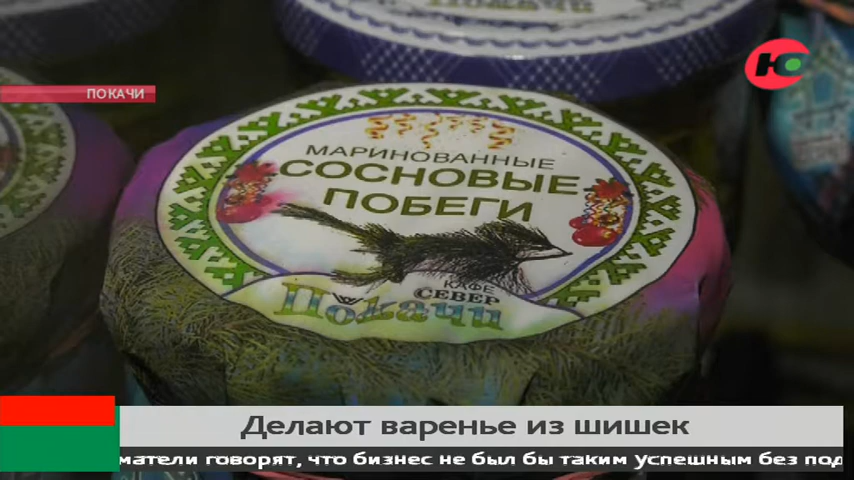 Покачи
Ю
ПОКАЧИ
МАРИНОВАННЫЕ
СОСНОВЫЕ
ПОБЕГИ
КАФЕ
СЕВЕР
Покачи
Делают варенье из шишек
матели говорят, что бизнес не был бы таким успешным без под